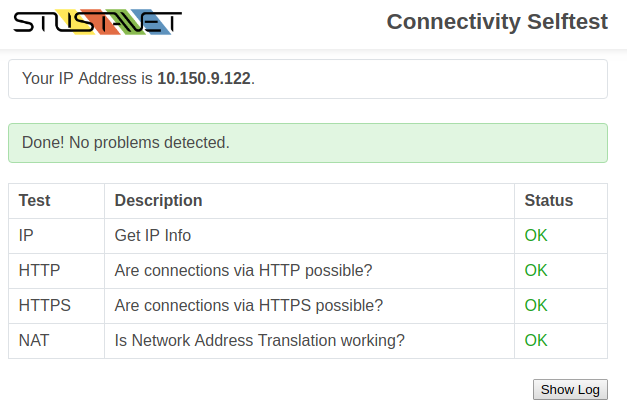 STUSTANET
Connectivity Selftest
Your IP Address is 10.150.9.122.
Done! No problems detected.
Test Description Status
IP Get IP Info OK
HTTP Are connections via HTTP possible? OK
HTTPS Are connections via HTTPS possible? OK
NAT Is Network Address Translation working? OK
Show Log